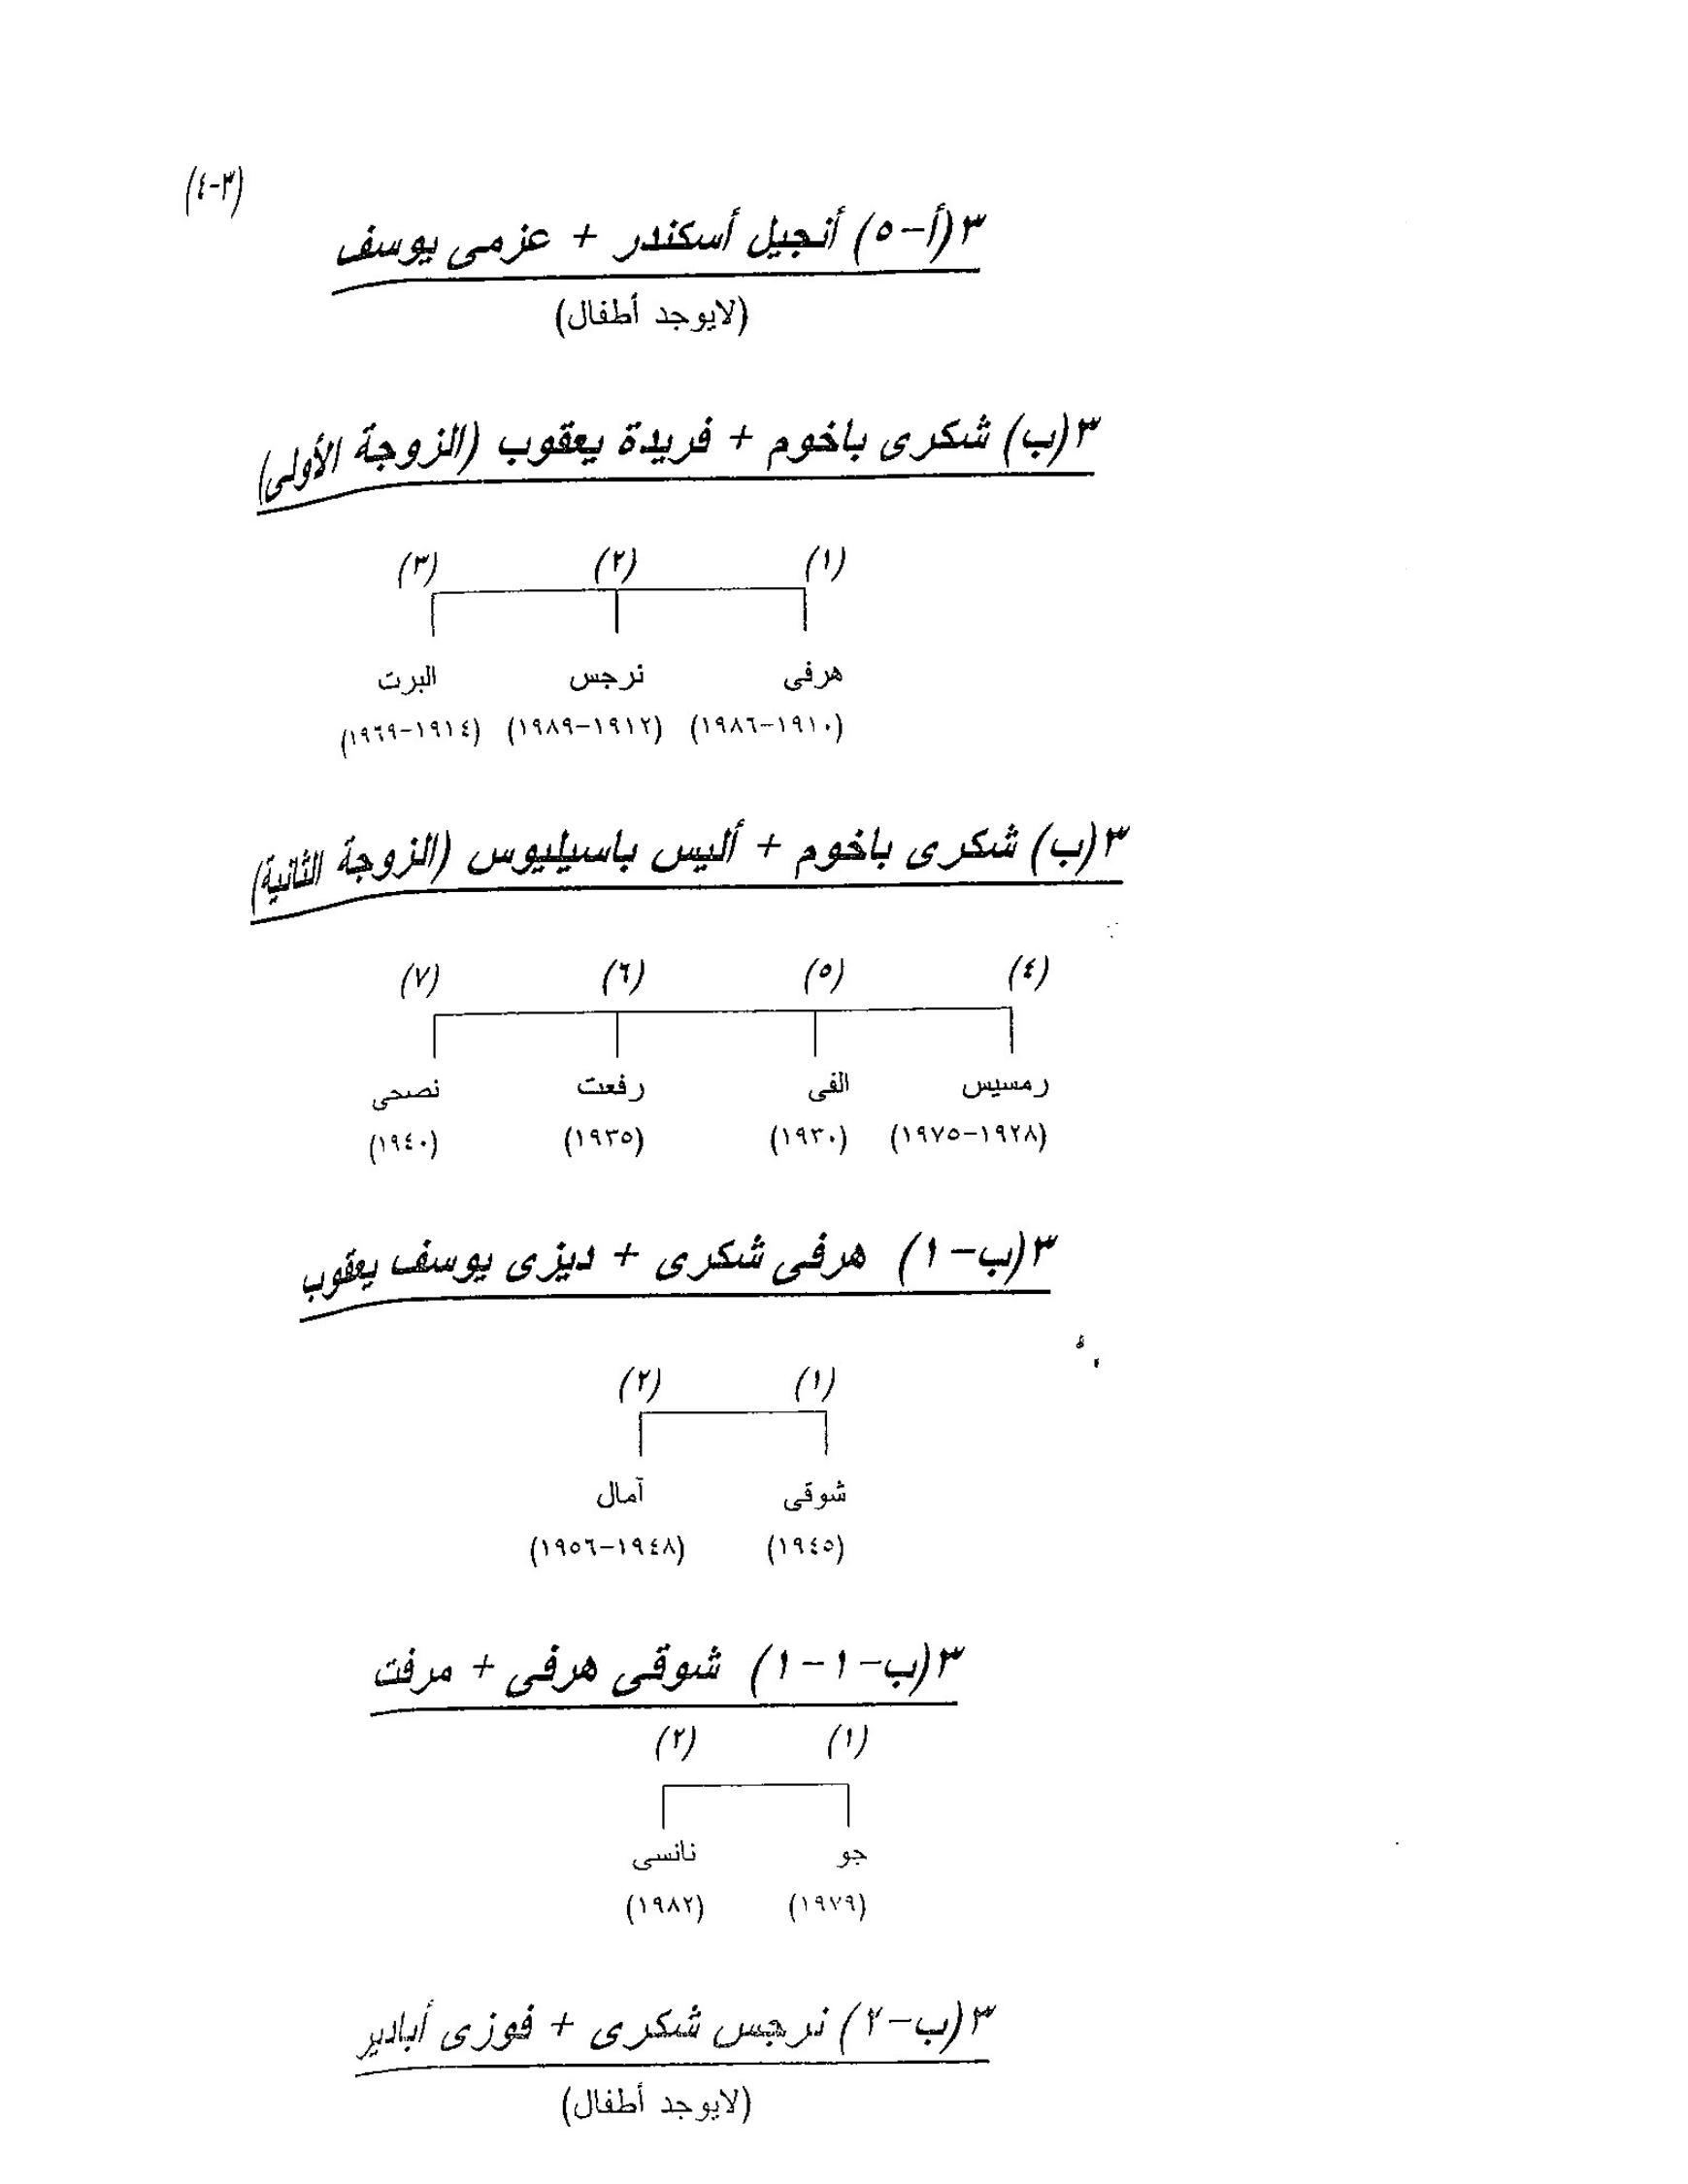 (٣-٤)
٣(أ-٥) أنجيل أسكندر + عزمى يوسف
(لايوجد أطفال)
٣(ب) شكرى باخوم + فريدة يعقوب (الزوجة الأولى)
(١) (٢) (٣)
هرفى نرجس البرت
(١٩١٠-١٩٨٦) (١٩١٢-١٩٨٩) (١٩١٤-١٩٦٩)
٣(ب) شكرى باخوم + أليس باسيليوس (الزوجة الثانية)
(٤) (٥) (٦) (٧)
رمسيس الفى رفعت نصحى
(١٩٢٨-١٩٧٥) (١٩٣٠) (١٩٣٥) (١٩٤٠)
٣(ب-١) هرفى شكرى + ديزى يوسف يعقوب
(١) (٢)
شوقى آمال
(١٩٤٥) (١٩٤٨-١٩٥٦)
٣(ب-١-١) شوقى هرفى + مرفت
(١) (٢)
جو نانسى
(١٩٧٩) (١٩٨٢)
٣(ب-٢) نرجس شكرى + فوزى أبادير
(لايوجد أطفال)